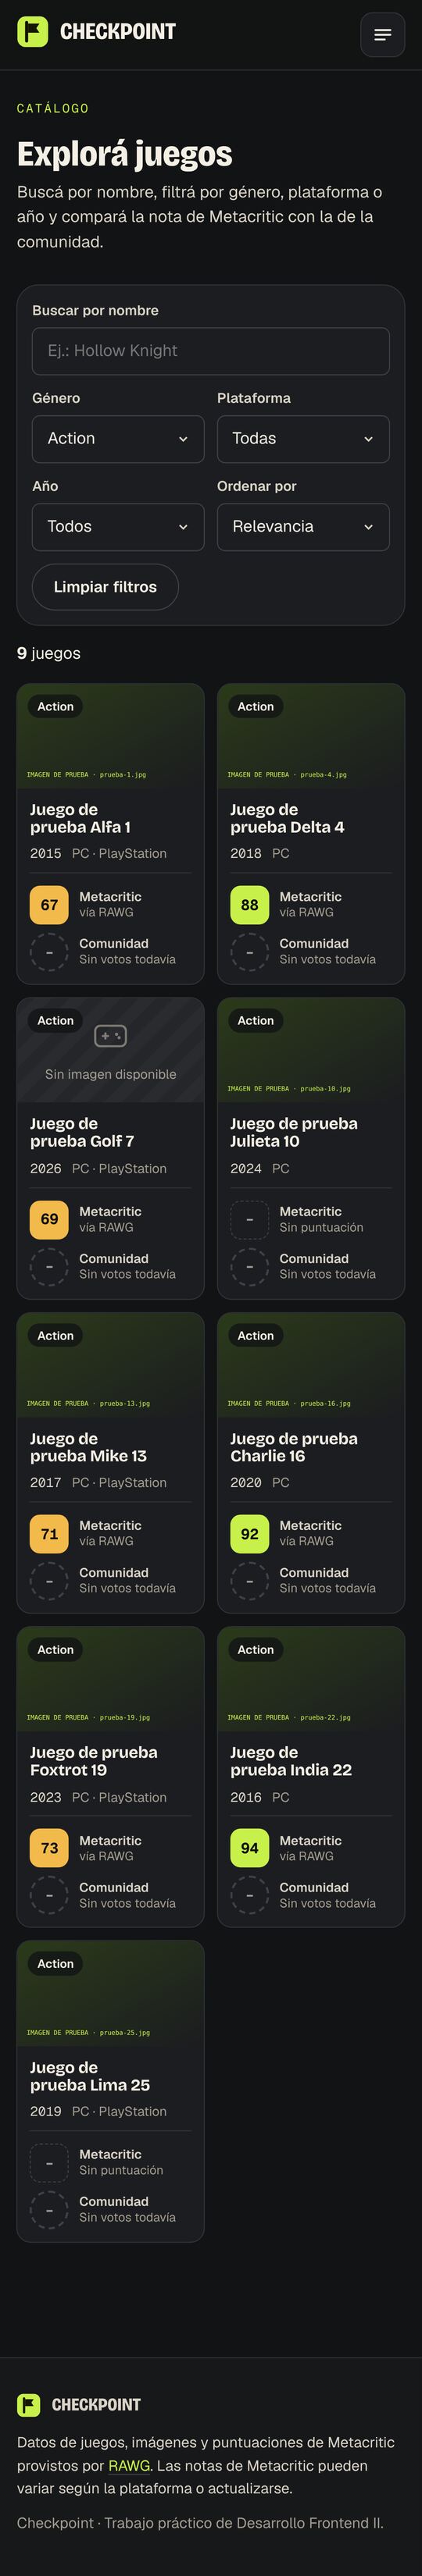 CHECKPOINT
CATÁLOGO
Explorá juegos
Buscá por nombre, filtrá por género, plataforma o
año y compará la nota de Metacritic con la de la
comunidad.
Buscar por nombre
Ej.: Hollow Knight
Género
Plataforma
Action
Todas
Año
Ordenar por
Todos
Relevancia
Limpiar filtros
9 juegos
Action
IMAGEN DE PRUEBA · prueba-1.jpg
Juego de
prueba Alfa 1
2015 PC · PlayStation
67
Metacritic
vía RAWG
–
Comunidad
Sin votos todavía
Action
IMAGEN DE PRUEBA · prueba-4.jpg
Juego de
prueba Delta 4
2018 PC
88
Metacritic
vía RAWG
–
Comunidad
Sin votos todavía
Action
Sin imagen disponible
Juego de
prueba Golf 7
2026 PC · PlayStation
69
Metacritic
vía RAWG
–
Comunidad
Sin votos todavía
Action
IMAGEN DE PRUEBA · prueba-10.jpg
Juego de prueba
Julieta 10
2024 PC
–
Metacritic
Sin puntuación
–
Comunidad
Sin votos todavía
Action
IMAGEN DE PRUEBA · prueba-13.jpg
Juego de
prueba Mike 13
2017 PC · PlayStation
71
Metacritic
vía RAWG
–
Comunidad
Sin votos todavía
Action
IMAGEN DE PRUEBA · prueba-16.jpg
Juego de prueba
Charlie 16
2020 PC
92
Metacritic
vía RAWG
–
Comunidad
Sin votos todavía
Action
IMAGEN DE PRUEBA · prueba-19.jpg
Juego de prueba
Foxtrot 19
2023 PC · PlayStation
73
Metacritic
vía RAWG
–
Comunidad
Sin votos todavía
Action
IMAGEN DE PRUEBA · prueba-22.jpg
Juego de
prueba India 22
2016 PC
94
Metacritic
vía RAWG
–
Comunidad
Sin votos todavía
Action
IMAGEN DE PRUEBA · prueba-25.jpg
Juego de
prueba Lima 25
2019 PC · PlayStation
–
Metacritic
Sin puntuación
–
Comunidad
Sin votos todavía
CHECKPOINT
Datos de juegos, imágenes y puntuaciones de Metacritic
provistos por RAWG. Las notas de Metacritic pueden
variar según la plataforma o actualizarse.
Checkpoint · Trabajo práctico de Desarrollo Frontend II.